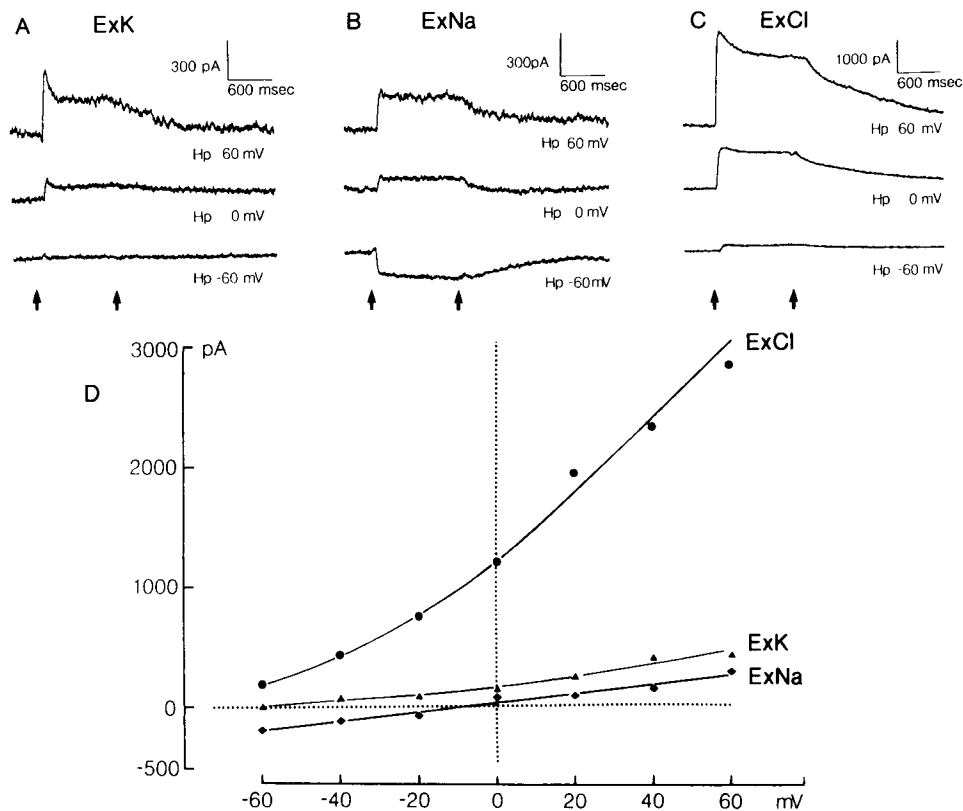 A ExK
300 pA
600 msec
Hp 60 mV
Hp 0 mV
Hp -60 mV
B ExNa
300pA
600 msec
Hp 60 mV
Hp 0 mV
Hp -60mV
C ExCl
1000 pA
600 msec
Hp 60 mV
Hp 0 mV
Hp -60 mV
D
pA
3000
2000
1000
0
-500
ExCl
ExK
ExNa
-60 -40 -20 0 20 40 60 mV